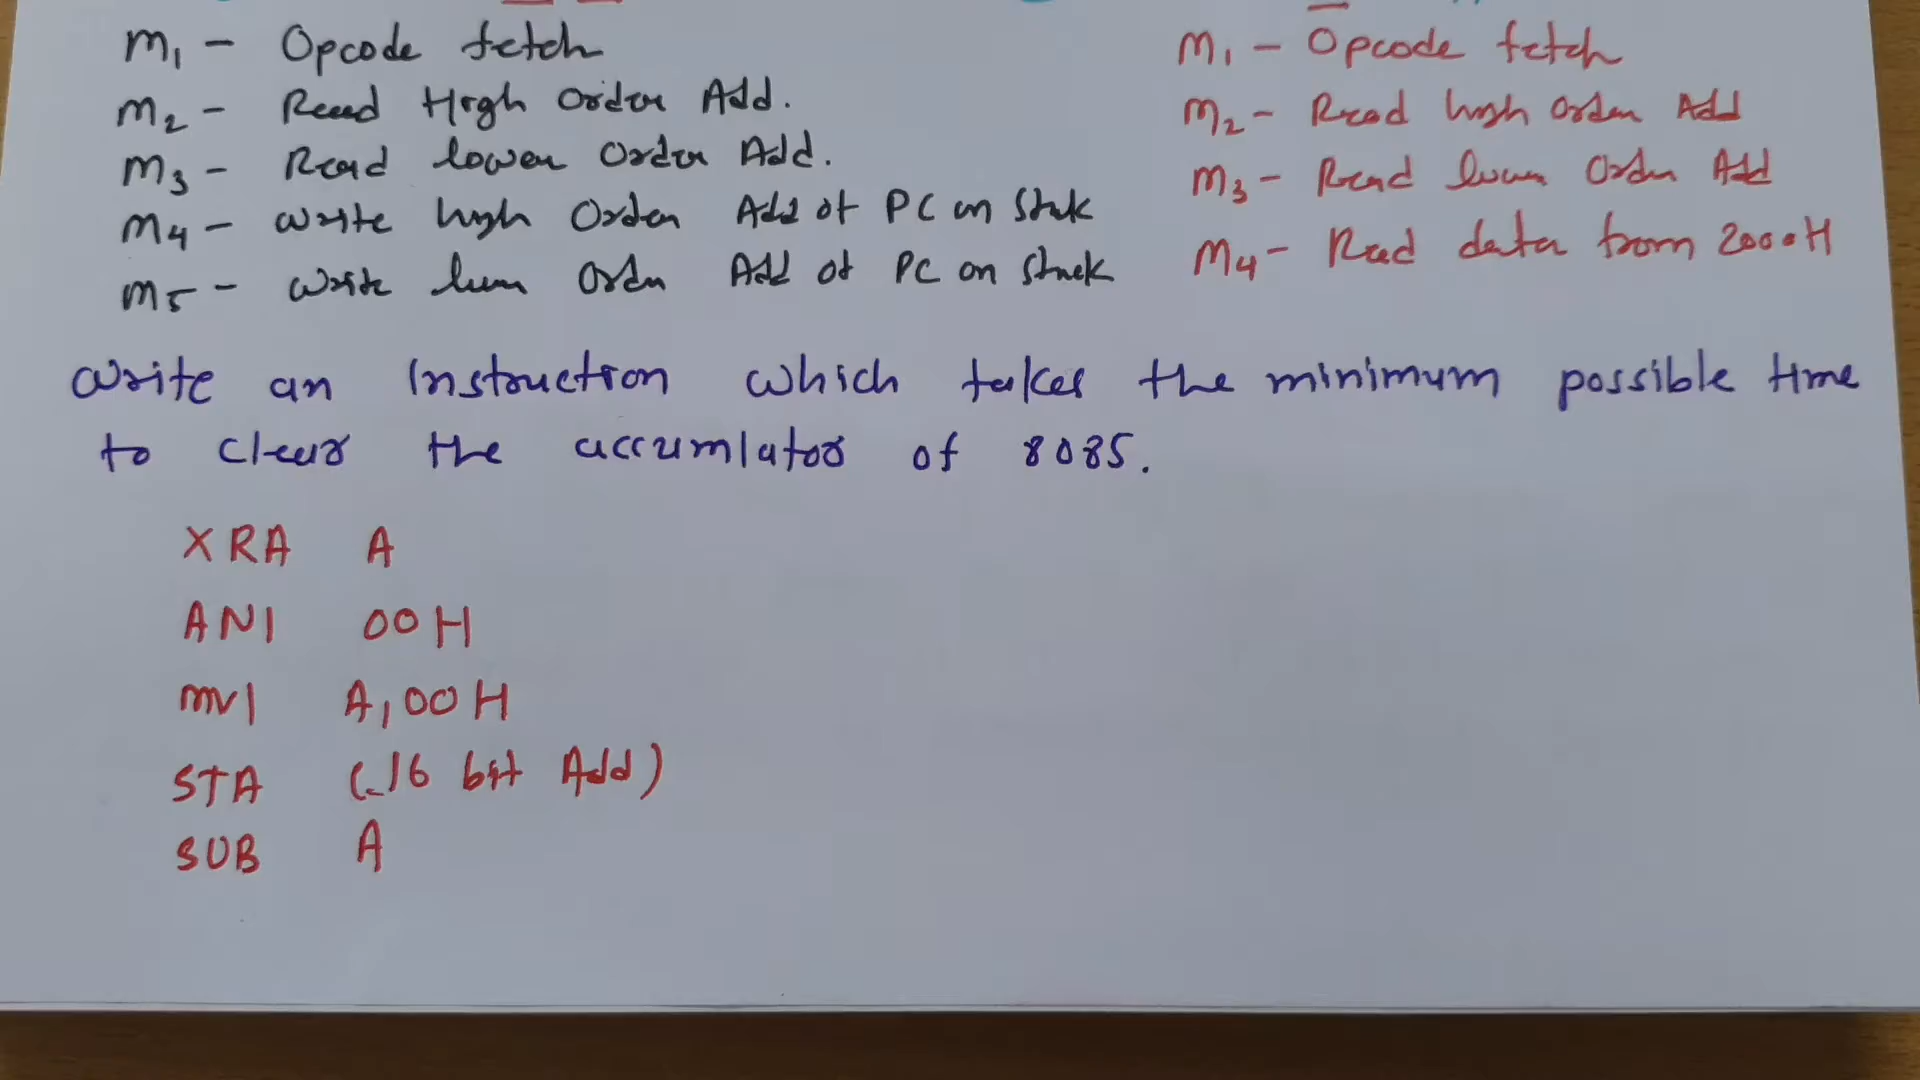 M1 - Opcode fetch
M2 - Read High Order Add.
M3 - Read lower Order Add.
M4 - Write high Order Add of PC on Stak
M5 - Write lower Order Add of PC on Stack
M1 - Opcode fetch
M2 - Read high Order Add
M3 - Read lower Order Add
M4 - Read data from 2000H
Write an Instruction which takes the minimum possible time
to clear the accumlator of 8085.
XRA A
ANI 00H
MVI A,00H
STA (16 bit Add)
SUB A